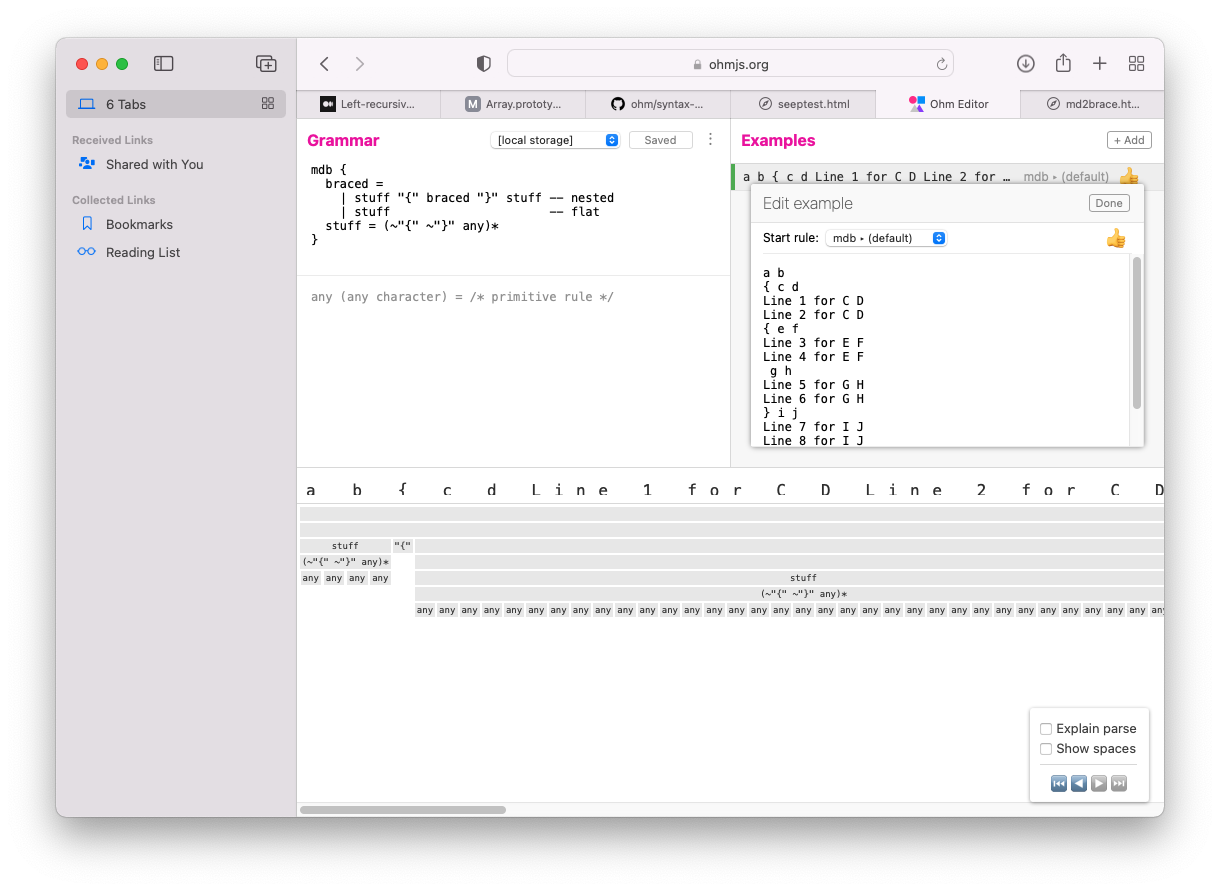 ohmjs.org
6 Tabs
Received Links
Shared with You
Collected Links
Bookmarks
Reading List
Left-recursiv...
Array.prototy...
ohm/syntax-...
seeptest.html
Ohm Editor
md2brace.ht...
Grammar
[local storage]
Saved
mdb {
  braced =
    | stuff "{" braced "}" stuff -- nested
    | stuff                      -- flat
  stuff = (~"{" ~"}" any)*
}
any (any character) = /* primitive rule */
Examples
+ Add
a b { c d Line 1 for C D Line 2 for … mdb ▸ (default)
Edit example
Done
Start rule: mdb ▸ (default)
a b
{ c d
Line 1 for C D
Line 2 for C D
{ e f
Line 3 for E F
Line 4 for E F
 g h
Line 5 for G H
Line 6 for G H
} i j
Line 7 for I J
Line 8 for I J
a b { c d L i n e 1 f o r C D L i n e 2 f o r C D
stuff "{"
(~"{" ~"}" any)*
any any any any
stuff
(~"{" ~"}" any)*
any any any any any any any any any any any any any any any any any any any any any any any any any any any any any any any any any any
Explain parse
Show spaces